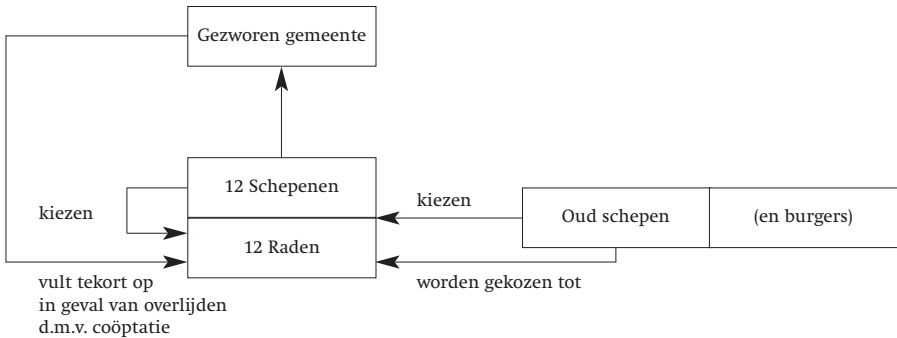 Gezworen gemeente
12 Schepenen
kiezen
kiezen
Oud schepen
(en burgers)
12 Raden
vult tekort op
in geval van overlijden
d.m.v. coöptatie
worden gekozen tot